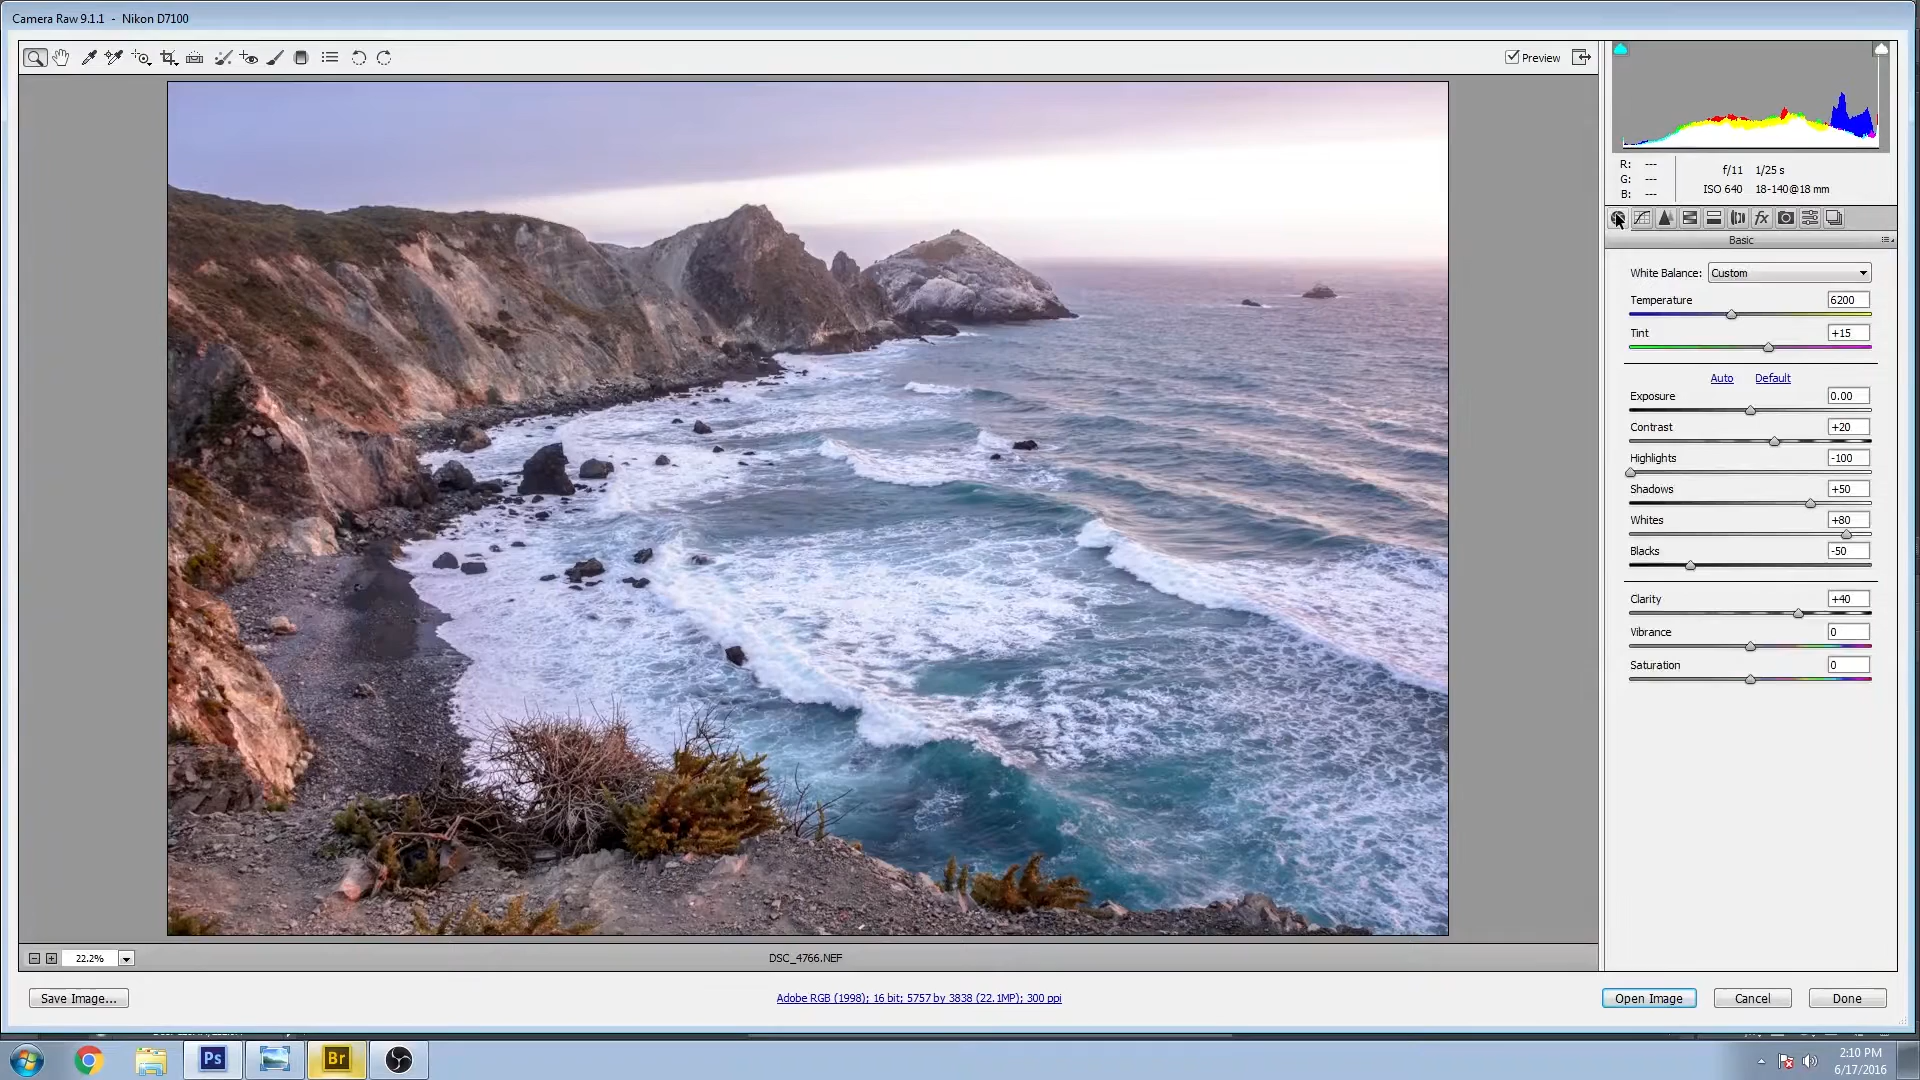 Camera Raw 9.1.1 - Nikon D7100
Preview
R: ---
G: ---
B: ---
f/11 1/25 s
ISO 640 18-140@18 mm
fx
Basic
White Balance: Custom
Temperature 6200
Tint +15
Auto Default
Exposure 0.00
Contrast +20
Highlights -100
Shadows +50
Whites +80
Blacks -50
Clarity +40
Vibrance 0
Saturation 0
22.2%
DSC_4766.NEF
Save Image...
Adobe RGB (1998); 16 bit; 5757 by 3838 (22.1MP); 300 ppi
Open Image
Cancel
Done
Ps
Br
2:10 PM
6/17/2016